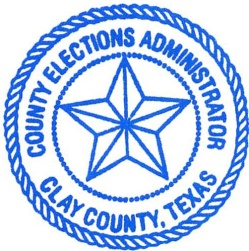 COUNTY ELECTIONS ADMINISTRATOR
CLAY COUNTY, TEXAS